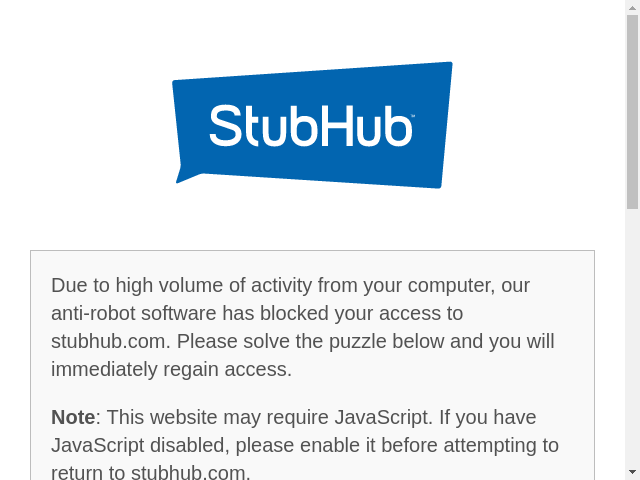 StubHub™
Due to high volume of activity from your computer, our
anti-robot software has blocked your access to
stubhub.com. Please solve the puzzle below and you will
immediately regain access.
Note: This website may require JavaScript. If you have
JavaScript disabled, please enable it before attempting to
return to stubhub.com.